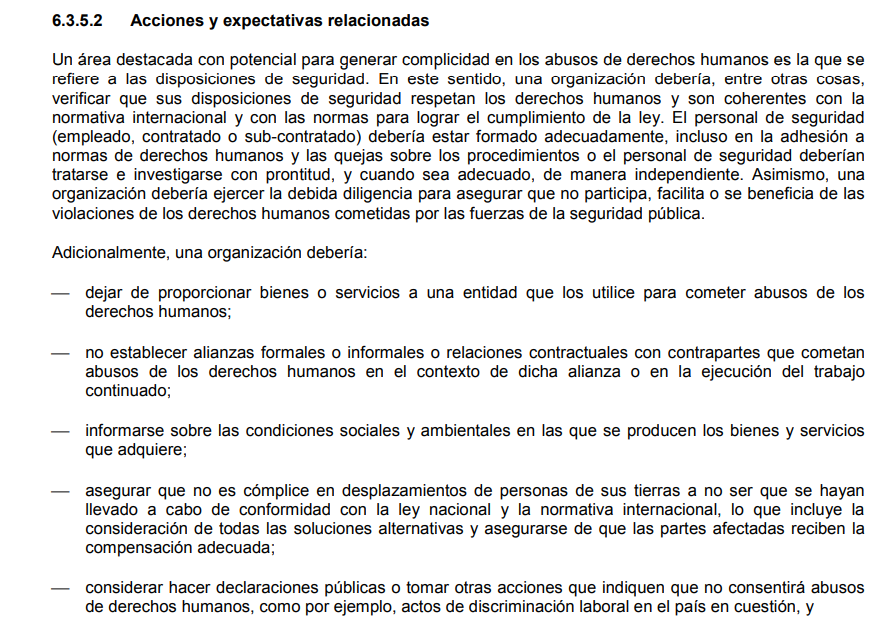 6.3.5.2 Acciones y expectativas relacionadas
Un área destacada con potencial para generar complicidad en los abusos de derechos humanos es la que se
refiere a las disposiciones de seguridad. En este sentido, una organización debería, entre otras cosas,
verificar que sus disposiciones de seguridad respetan los derechos humanos y son coherentes con la
normativa internacional y con las normas para lograr el cumplimiento de la ley. El personal de seguridad
(empleado, contratado o sub-contratado) debería estar formado adecuadamente, incluso en la adhesión a
normas de derechos humanos y las quejas sobre los procedimientos o el personal de seguridad deberían
tratarse e investigarse con prontitud, y cuando sea adecuado, de manera independiente. Asimismo, una
organización debería ejercer la debida diligencia para asegurar que no participa, facilita o se beneficia de las
violaciones de los derechos humanos cometidas por las fuerzas de la seguridad pública.
Adicionalmente, una organización debería:
— dejar de proporcionar bienes o servicios a una entidad que los utilice para cometer abusos de los
derechos humanos;
— no establecer alianzas formales o informales o relaciones contractuales con contrapartes que cometan
abusos de los derechos humanos en el contexto de dicha alianza o en la ejecución del trabajo
continuado;
— informarse sobre las condiciones sociales y ambientales en las que se producen los bienes y servicios
que adquiere;
— asegurar que no es cómplice en desplazamientos de personas de sus tierras a no ser que se hayan
llevado a cabo de conformidad con la ley nacional y la normativa internacional, lo que incluye la
consideración de todas las soluciones alternativas y asegurarse de que las partes afectadas reciben la
compensación adecuada;
— considerar hacer declaraciones públicas o tomar otras acciones que indiquen que no consentirá abusos
de derechos humanos, como por ejemplo, actos de discriminación laboral en el país en cuestión, y